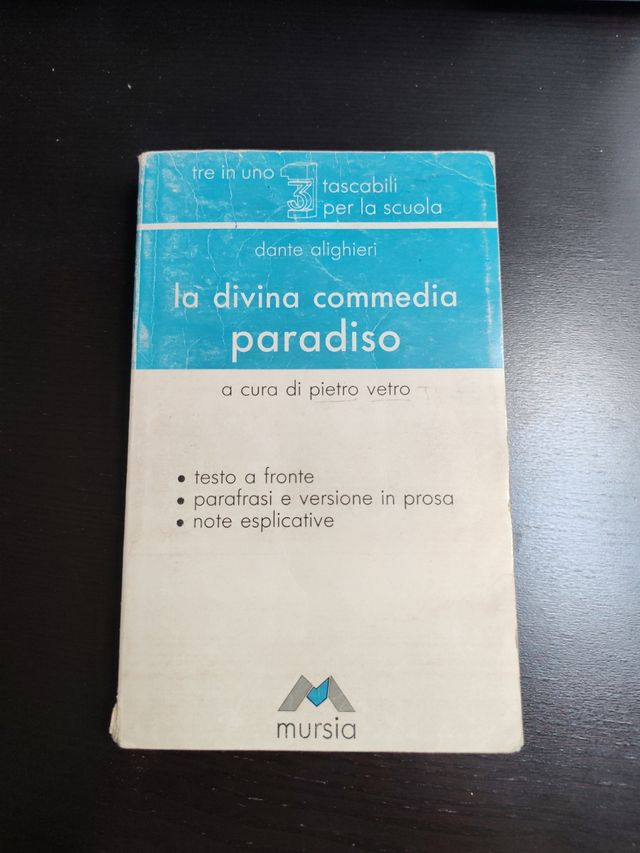 tre in uno 3 tascabili
per la scuola
dante alighieri
la divina commedia
paradiso
a cura di pietro vetro
• testo a fronte
• parafrasi e versione in prosa
• note esplicative
mursia